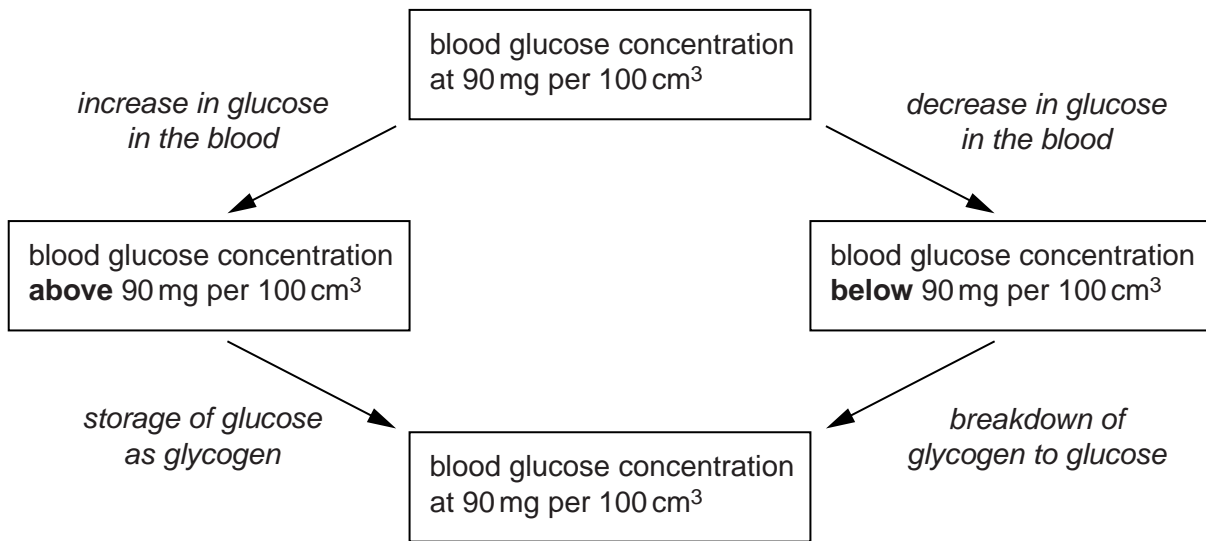 blood glucose concentration
at 90 mg per 100 cm³
increase in glucose
in the blood
decrease in glucose
in the blood
blood glucose concentration
above 90 mg per 100 cm³
blood glucose concentration
below 90 mg per 100 cm³
storage of glucose
as glycogen
breakdown of
glycogen to glucose
blood glucose concentration
at 90 mg per 100 cm³